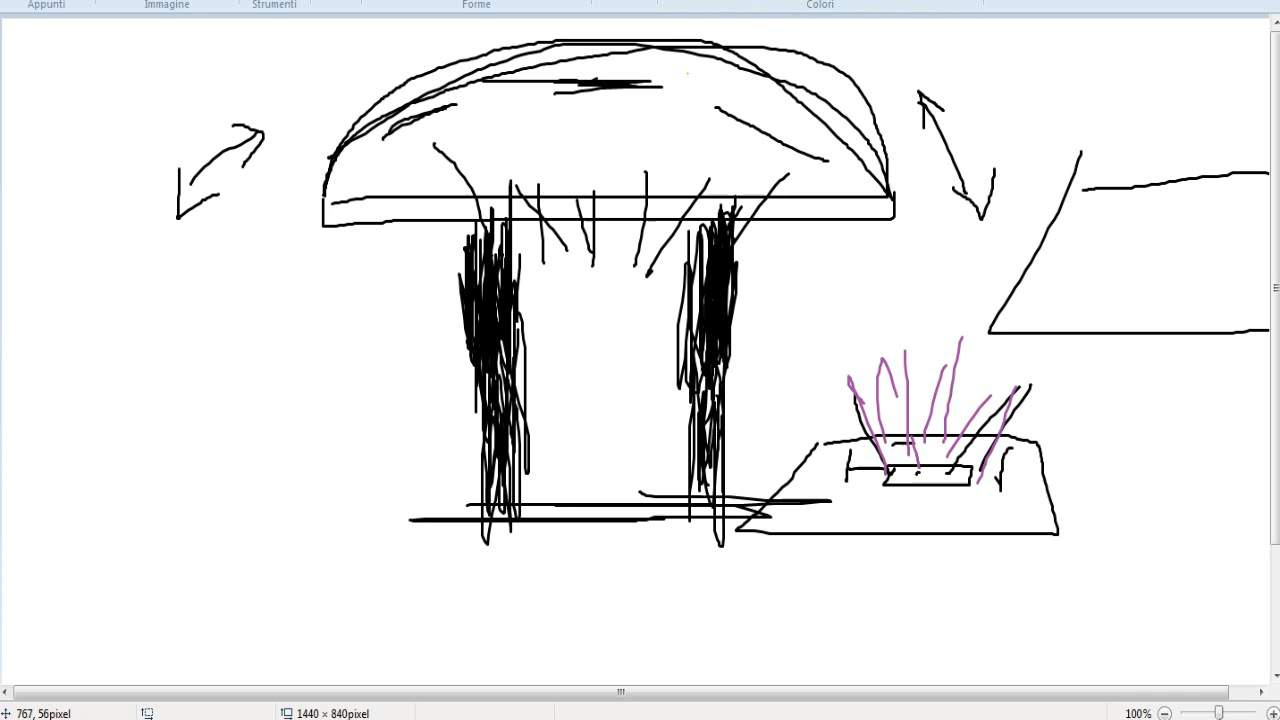 Appunti Immagine Strumenti Forme Colori
767, 56pixel 1440 × 840pixel 100%